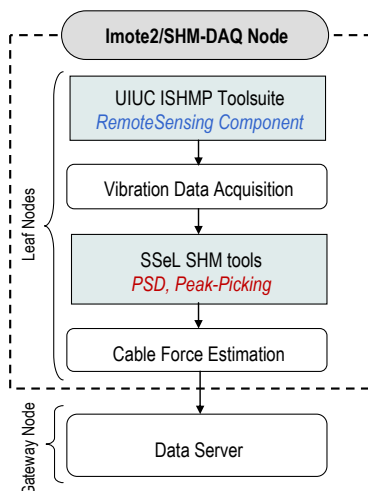 Imote2/SHM-DAQ Node
UIUC ISHMP Toolsuite
RemoteSensing Component
Vibration Data Acquisition
SSeL SHM tools
PSD, Peak-Picking
Cable Force Estimation
Leaf Nodes
Data Server
Gateway Node